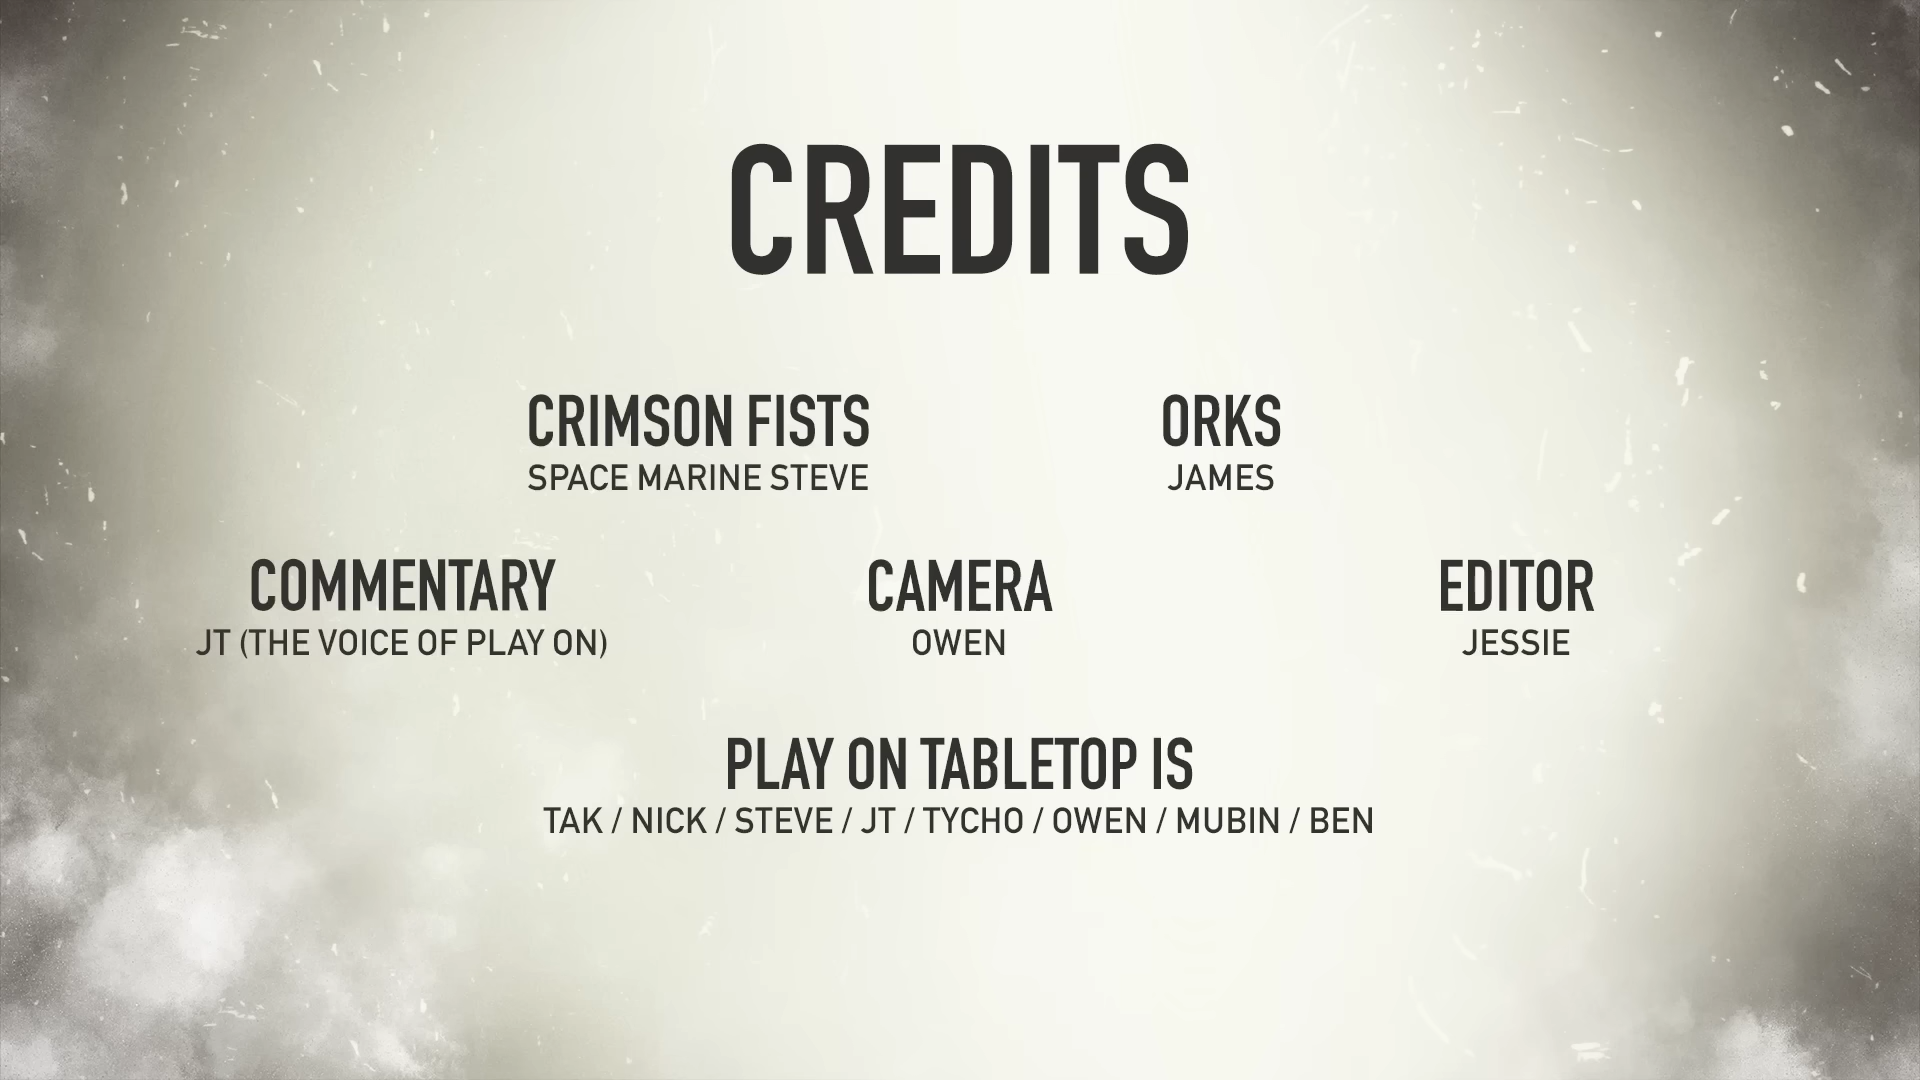 CREDITS
CRIMSON FISTS
SPACE MARINE STEVE
ORKS
JAMES
COMMENTARY
JT (THE VOICE OF PLAY ON)
CAMERA
OWEN
EDITOR
JESSIE
PLAY ON TABLETOP IS
TAK / NICK / STEVE / JT / TYCHO / OWEN / MUBIN / BEN